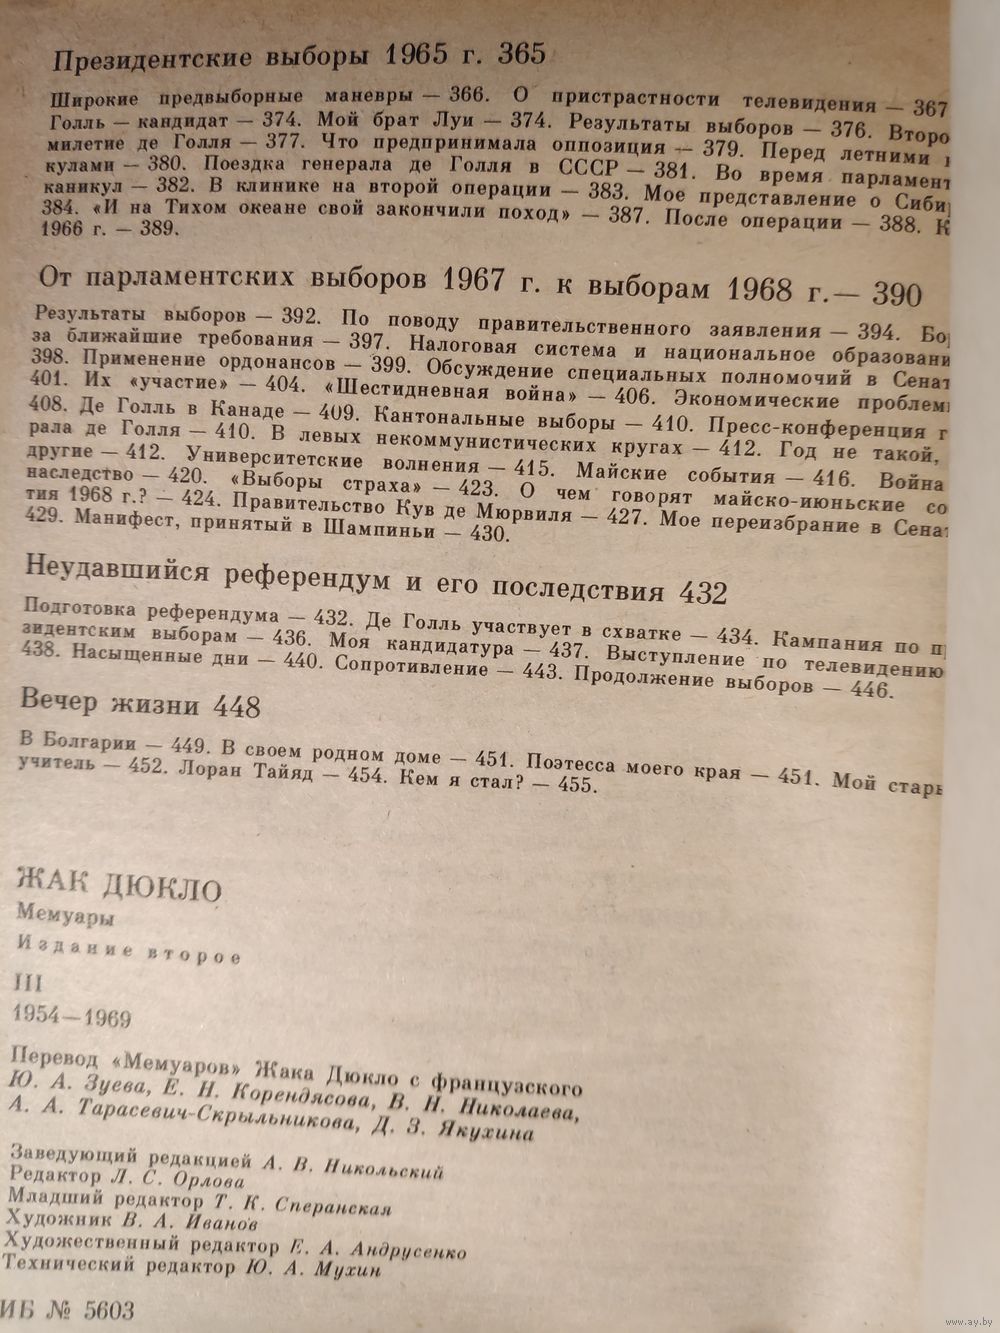 Президентские выборы 1965 г. 365
Широкие предвыборные маневры — 366. О пристрастности телевидения — 367
Голль — кандидат — 374. Мой брат Луи — 374. Результаты выборов — 376. Второ
милетие де Голля — 377. Что предпринимала оппозиция — 379. Перед летними
кулами — 380. Поездка генерала де Голля в СССР — 381. Во время парламент
каникул — 382. В клинике на второй операции — 383. Мое представление о Сиби
384. «И на Тихом океане свой закончили поход» — 387. После операции — 388. К
1966 г. — 389.
От парламентских выборов 1967 г. к выборам 1968 г.— 390
Результаты выборов — 392. По поводу правительственного заявления — 394. Бо
за ближайшие требования — 397. Налоговая система и национальное образовани
398. Применение ордонансов — 399. Обсуждение специальных полномочий в Сенат
401. Их «участие» — 404. «Шестидневная война» — 406. Экономические проблем
408. Де Голль в Канаде — 409. Кантональные выборы — 410. Пресс-конференция г
рала де Голля — 410. В левых некоммунистических кругах — 412. Год не такой,
другие — 412. Университетские волнения — 415. Майские события — 416. Война
наследство — 420. «Выборы страха» — 423. О чем говорят майско-июньские со
тия 1968 г.? — 424. Правительство Кув де Мюрвиля — 427. Мое переизбрание в Сенат
429. Манифест, принятый в Шампиньи — 430.
Неудавшийся референдум и его последствия 432
Подготовка референдума — 432. Де Голль участвует в схватке — 434. Кампания по п
зидентским выборам — 436. Моя кандидатура — 437. Выступление по телевидению
438. Насыщенные дни — 440. Сопротивление — 443. Продолжение выборов — 446.
Вечер жизни 448
В Болгарии — 449. В своем родном доме — 451. Поэтесса моего края — 451. Мой стары
учитель — 452. Лоран Тайяд — 454. Кем я стал? — 455.
ЖАК ДЮКЛО
Мемуары
Издание второе
III
1954—1969
Перевод «Мемуаров» Жака Дюкло с французского
Ю. А. Зуева, Е. Н. Корендясова, В. Н. Николаева,
А. А. Тарасевич-Скрыльникова, Д. З. Якухина
Заведующий редакцией А. В. Никольский
Редактор Л. С. Орлова
Младший редактор Т. К. Сперанская
Художник В. А. Иванов
Художественный редактор Е. А. Андрусенко
Технический редактор Ю. А. Мухин
ИБ № 5603
www.ay.by